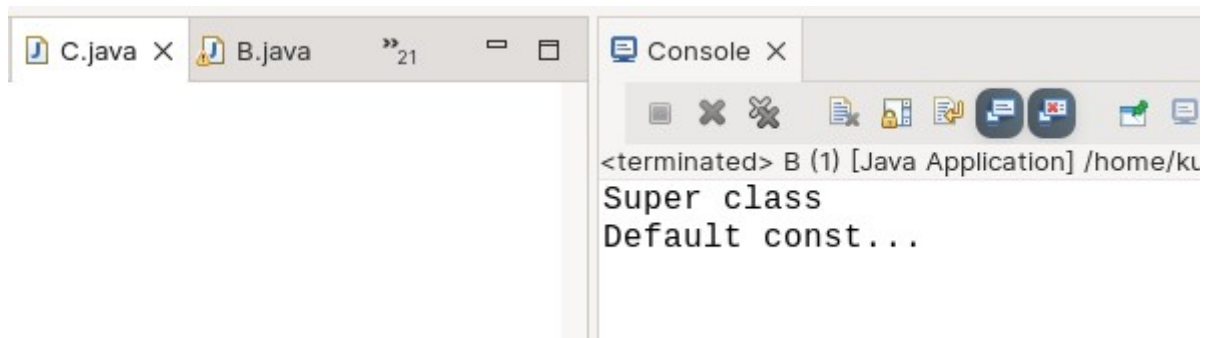 C.java
B.java
»21
Console
<terminated> B (1) [Java Application] /home/ku
Super class
Default const...